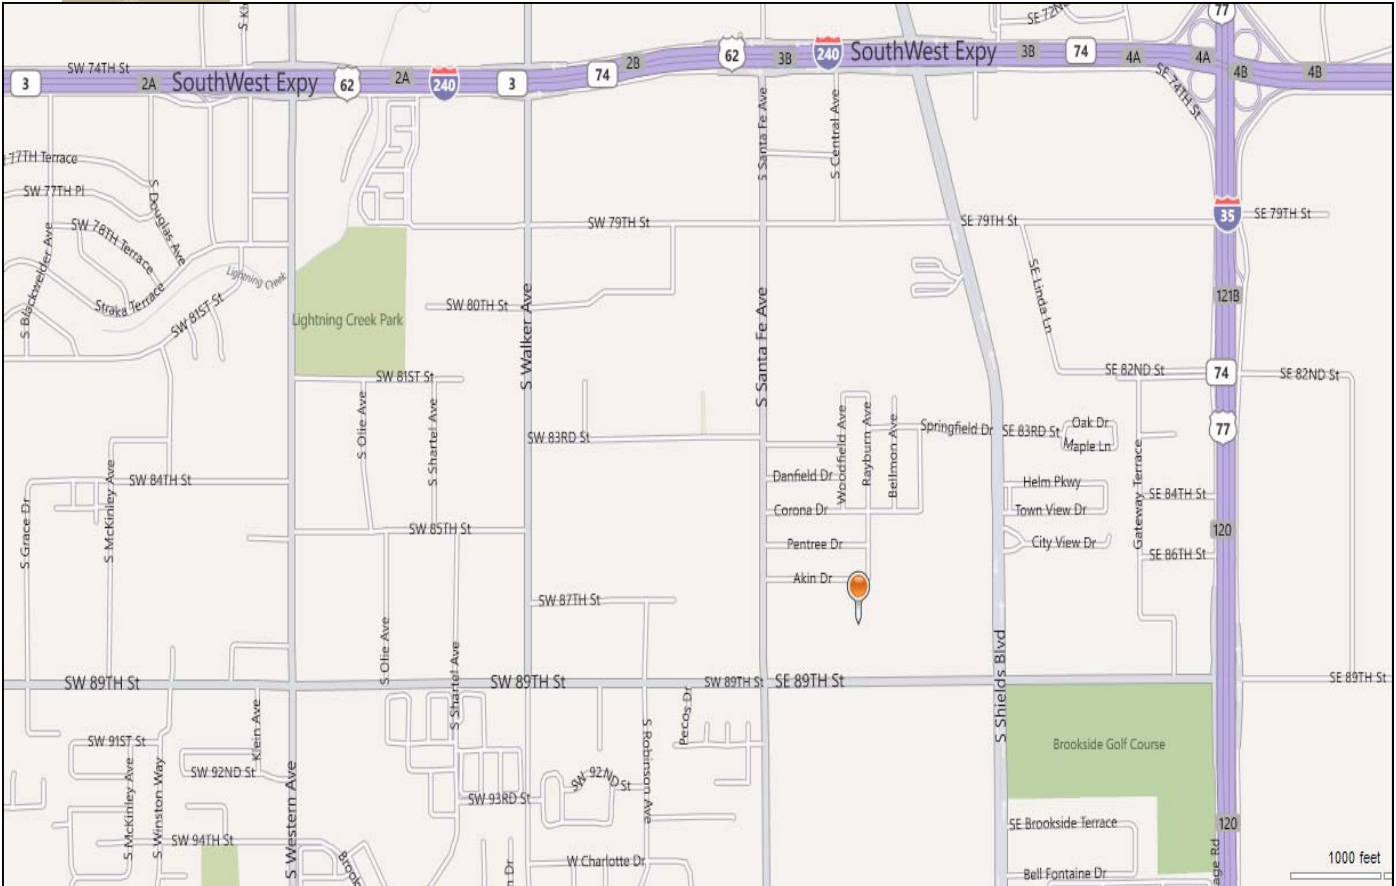 S Kl
SE 72N
77
SW 74TH St
3
2A
SouthWest Expy
62
2A
240
3
74
2B
62
3B
240
SouthWest Expy
3B
74
4A
4A
4B
4B
SE 74TH St
S Santa Fe Ave
S Central Ave
77TH Terrace
SW 77TH Pl
S Douglas Ave
SW 78TH Terrace
S Blackwelder Ave
Straka Terrace
SW 81ST St
Lightning Creek
SW 79TH St
SE 79TH St
35
SE 79TH St
SE Linda Ln
121B
SW 80TH St
Lightning Creek Park
S Walker Ave
S Santa Fe Ave
SW 81ST St
SE 82ND St
74
SE 82ND St
S Olie Ave
S Shartel Ave
SW 83RD St
Woodfield Ave
Rayburn Ave
Bellmon Ave
Springfield Dr
SE 83RD St
Oak Dr
Maple Ln
77
Gateway Terrace
SW 84TH St
S McKinley Ave
S Grace Dr
Danfield Dr
Corona Dr
Helm Pkwy
SE 84TH St
Town View Dr
SW 85TH St
Pentree Dr
City View Dr
120
SE 86TH St
Akin Dr
SW 87TH St
S Olie Ave
S Shartel Ave
S Shields Blvd
SW 89TH St
SW 89TH St
SW 89TH St
SE 89TH St
SE 89TH St
Klein Ave
Pecos Dr
S Robinson Ave
SW 91ST St
SW 92ND St
S McKinley Ave
S Winston Way
S Western Ave
SW 92ND St
SW 93RD St
Brookside Golf Course
SE Brookside Terrace
120
SW 94TH St
Broo
n Dr
W Charlotte Dr
Bell Fontaine Dr
age Rd
1000 feet